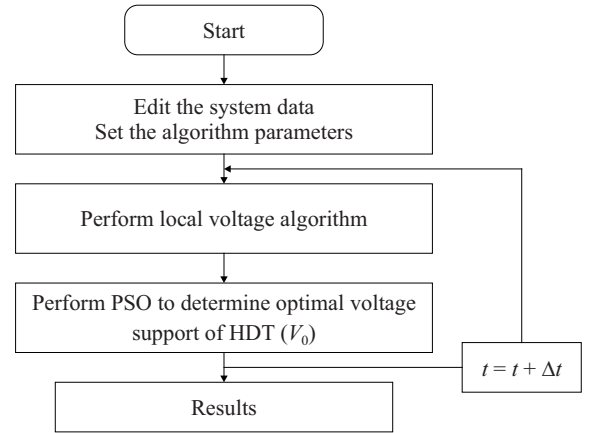 Start
Edit the system data
Set the algorithm parameters
Perform local voltage algorithm
Perform PSO to determine optimal voltage
support of HDT (V₀)
t = t + Δt
Results